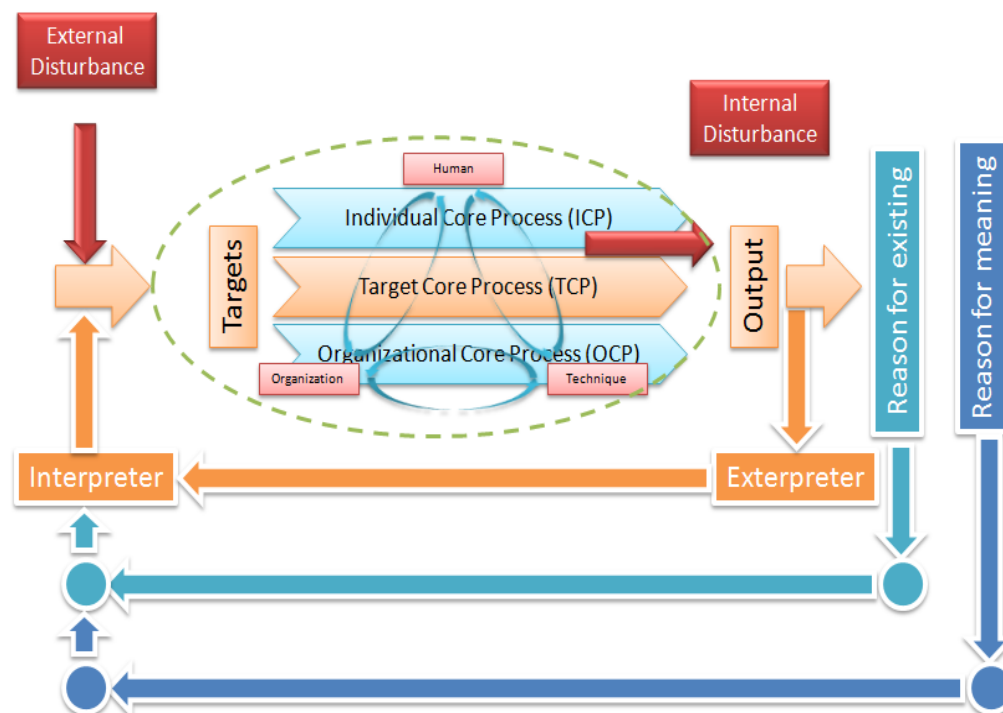 External
Disturbance
Internal
Disturbance
Human
Individual Core Process (ICP)
Targets
Target Core Process (TCP)
Output
Organizational Core Process (OCP)
Organization
Technique
Reason for existing
Reason for meaning
Interpreter
Exterpreter